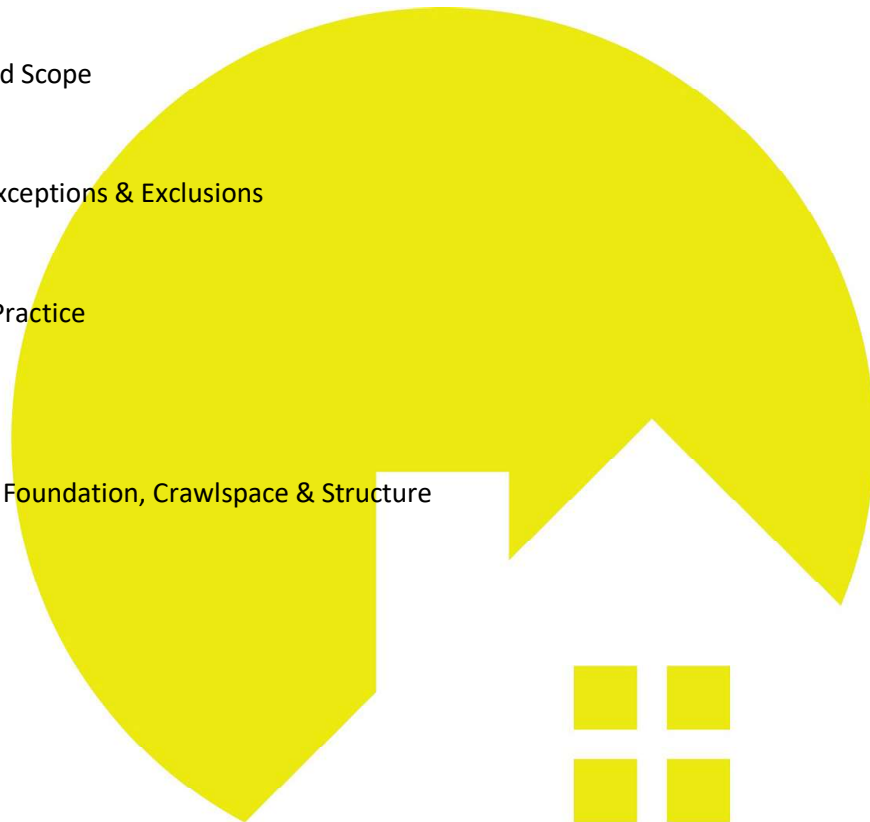 d Scope
xceptions & Exclusions
Practice
Foundation, Crawlspace & Structure